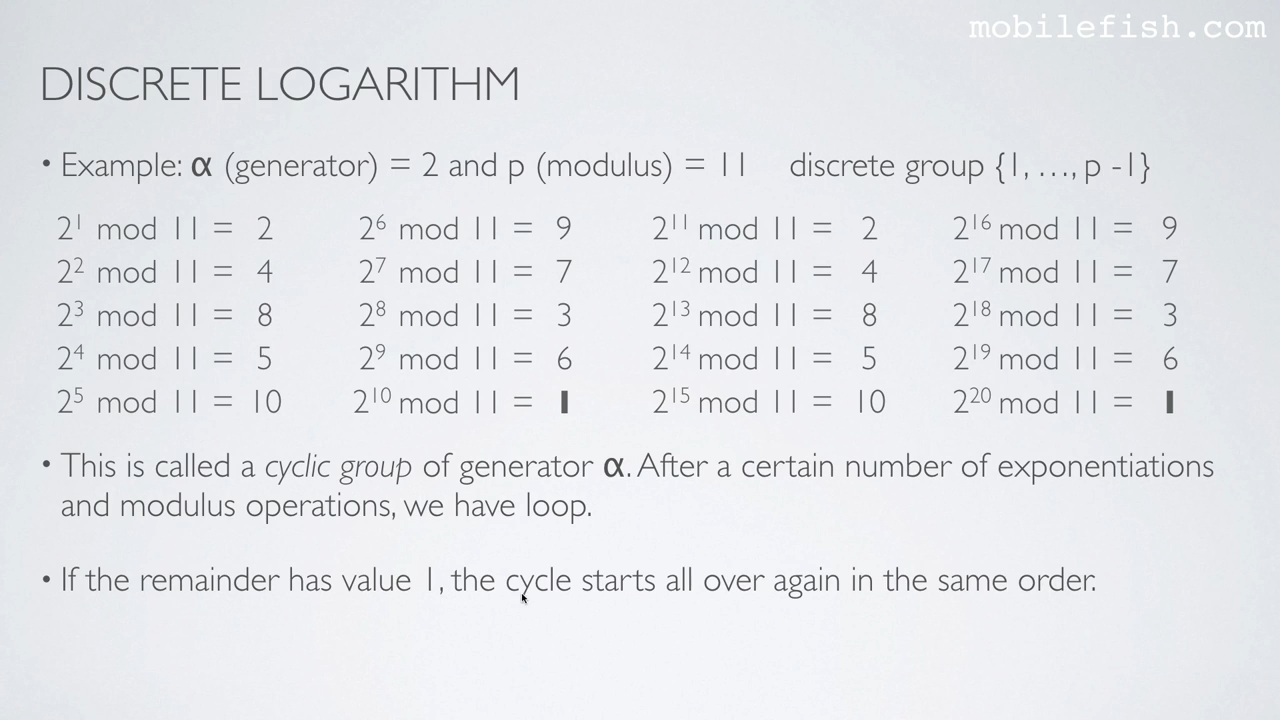 mobilefish.com
DISCRETE LOGARITHM
• Example: α (generator) = 2 and p (modulus) = 11 discrete group {1, …, p -1}
2¹ mod 11 = 2 2⁶ mod 11 = 9 2¹¹ mod 11 = 2 2¹⁶ mod 11 = 9
2² mod 11 = 4 2⁷ mod 11 = 7 2¹² mod 11 = 4 2¹⁷ mod 11 = 7
2³ mod 11 = 8 2⁸ mod 11 = 3 2¹³ mod 11 = 8 2¹⁸ mod 11 = 3
2⁴ mod 11 = 5 2⁹ mod 11 = 6 2¹⁴ mod 11 = 5 2¹⁹ mod 11 = 6
2⁵ mod 11 = 10 2¹⁰ mod 11 = 1 2¹⁵ mod 11 = 10 2²⁰ mod 11 = 1
• This is called a cyclic group of generator α. After a certain number of exponentiations
and modulus operations, we have loop.
• If the remainder has value 1, the cycle starts all over again in the same order.